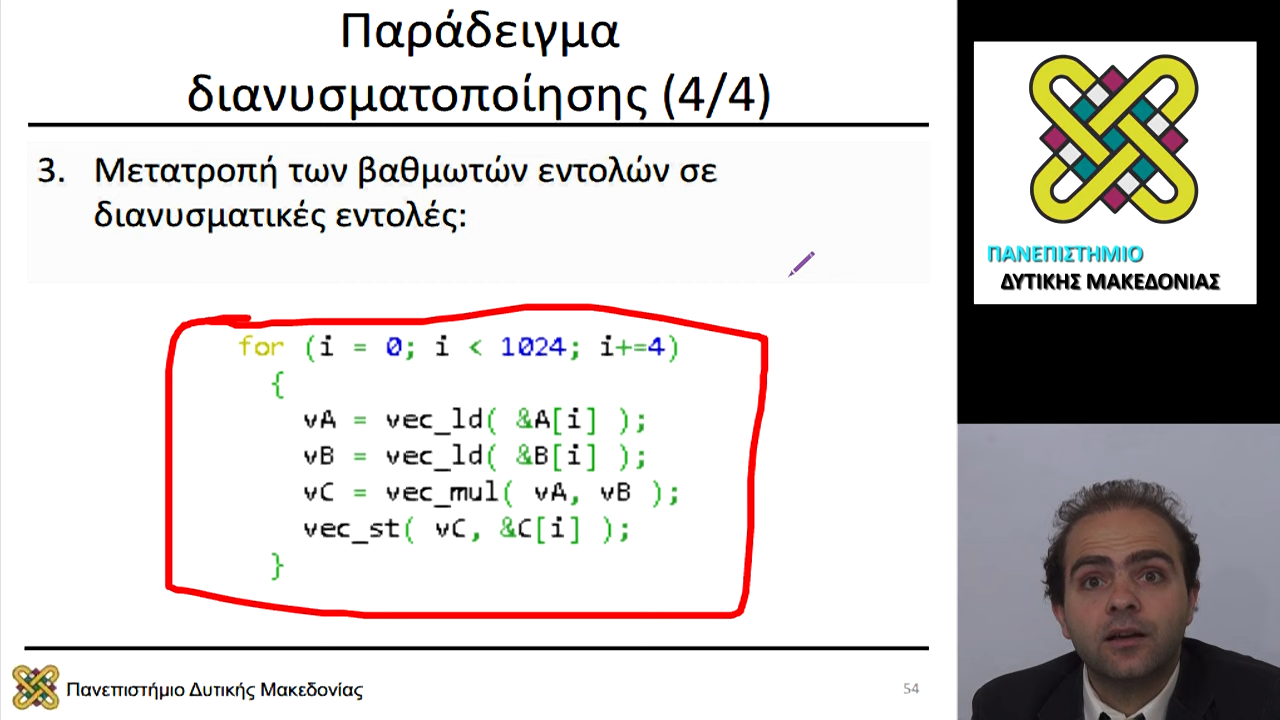 Παράδειγμα
διανυσματοποίησης (4/4)
3. Μετατροπή των βαθμωτών εντολών σε
διανυσματικές εντολές:
for (i = 0; i < 1024; i+=4)
{
vA = vec_ld( &A[i] );
vB = vec_ld( &B[i] );
vC = vec_mul( vA, vB );
vec_st( vC, &C[i] );
}
Πανεπιστήμιο Δυτικής Μακεδονίας
54
ΠΑΝΕΠΙΣΤΗΜΙΟ
ΔΥΤΙΚΗΣ ΜΑΚΕΔΟΝΙΑΣ